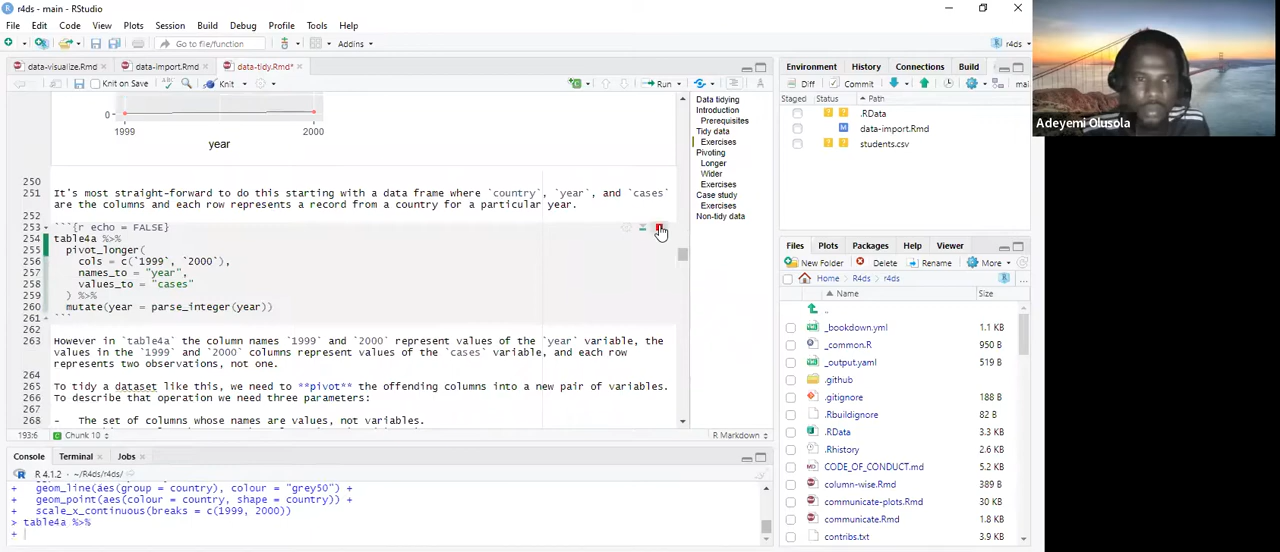 r4ds - main - RStudio
File Edit Code View Plots Session Build Debug Profile Tools Help
Go to file/function Addins r4ds
data-visualize.Rmd data-import.Rmd data-tidy.Rmd*
Knit on Save Knit Run
0
1999 2000
year
250
251 It's most straight-forward to do this starting with a data frame where `country`, `year`, and `cases`
are the columns and each row represents a record from a country for a particular year.
252
253 ```{r echo = FALSE}
254 table4a %>%
255 pivot_longer(
256 cols = c(`1999`, `2000`),
257 names_to = "year",
258 values_to = "cases"
259 ) %>%
260 mutate(year = parse_integer(year))
261 ```
262
263 However in `table4a` the column names `1999` and `2000` represent values of the `year` variable, the
values in the `1999` and `2000` columns represent values of the `cases` variable, and each row
represents two observations, not one.
264
265 To tidy a dataset like this, we need to **pivot** the offending columns into a new pair of variables.
266 To describe that operation we need three parameters:
267
268 - The set of columns whose names are values, not variables.
193:6 Chunk 10 R Markdown
Data tidying
Introduction
Prerequisites
Tidy data
Exercises
Pivoting
Longer
Wider
Exercises
Case study
Exercises
Non-tidy data
Console Terminal Jobs
R 4.1.2 · ~/R4ds/r4ds/
+ geom_line(aes(group = country), colour = "grey50") +
+ geom_point(aes(colour = country, shape = country)) +
+ scale_x_continuous(breaks = c(1999, 2000))
> table4a %>%
+
Environment History Connections Build
Diff Commit
Staged Status Path
.RData
data-import.Rmd
students.csv
Files Plots Packages Help Viewer
New Folder Delete Rename More
Home R4ds r4ds
Name Size
..
_bookdown.yml 1.1 KB
_common.R 950 B
_output.yaml 519 B
.github
.gitignore 188 B
.Rbuildignore 82 B
.RData 3.3 KB
.Rhistory 2.6 KB
CODE_OF_CONDUCT.md 5.2 KB
column-wise.Rmd 389 B
communicate-plots.Rmd 30 KB
communicate.Rmd 1.8 KB
contribs.txt 3.9 KB
Adeyemi Olusola